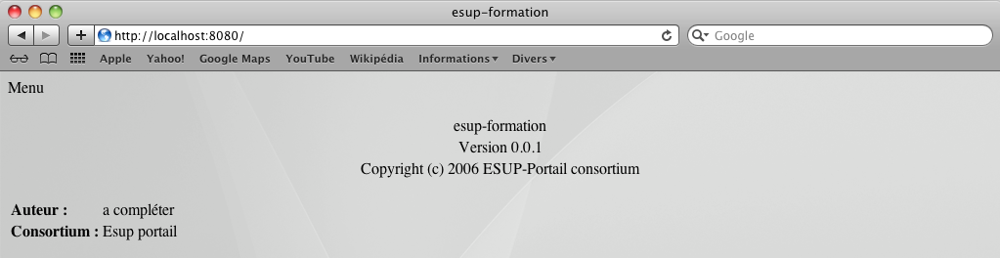 esup-formation
http://localhost:8080/ Google
Apple Yahoo! Google Maps YouTube Wikipédia Informations Divers
Menu
esup-formation
Version 0.0.1
Copyright (c) 2006 ESUP-Portail consortium
Auteur : a compléter
Consortium : Esup portail